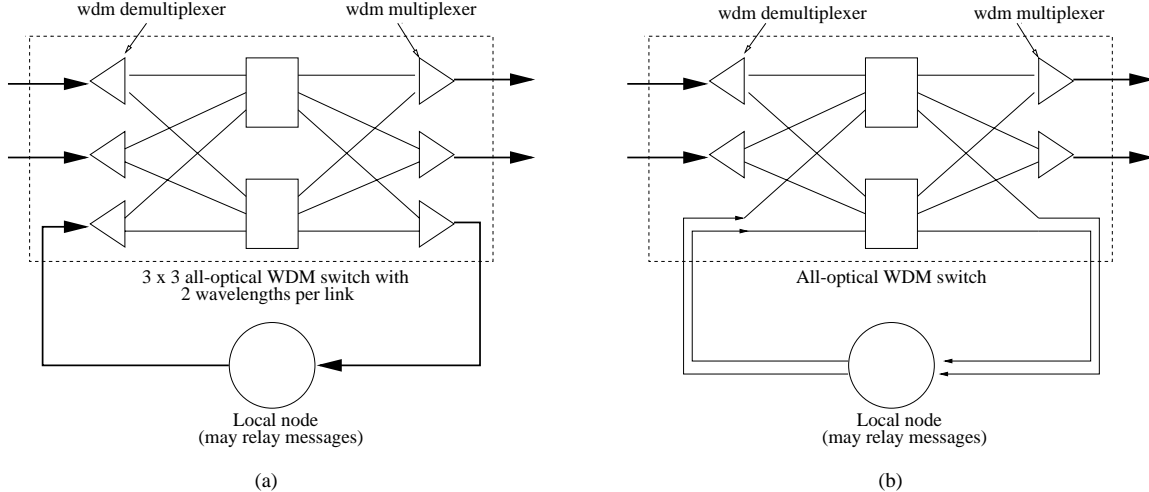 wdm demultiplexer
wdm multiplexer
3 x 3 all-optical WDM switch with
2 wavelengths per link
Local node
(may relay messages)
(a)
wdm demultiplexer
wdm multiplexer
All-optical WDM switch
Local node
(may relay messages)
(b)